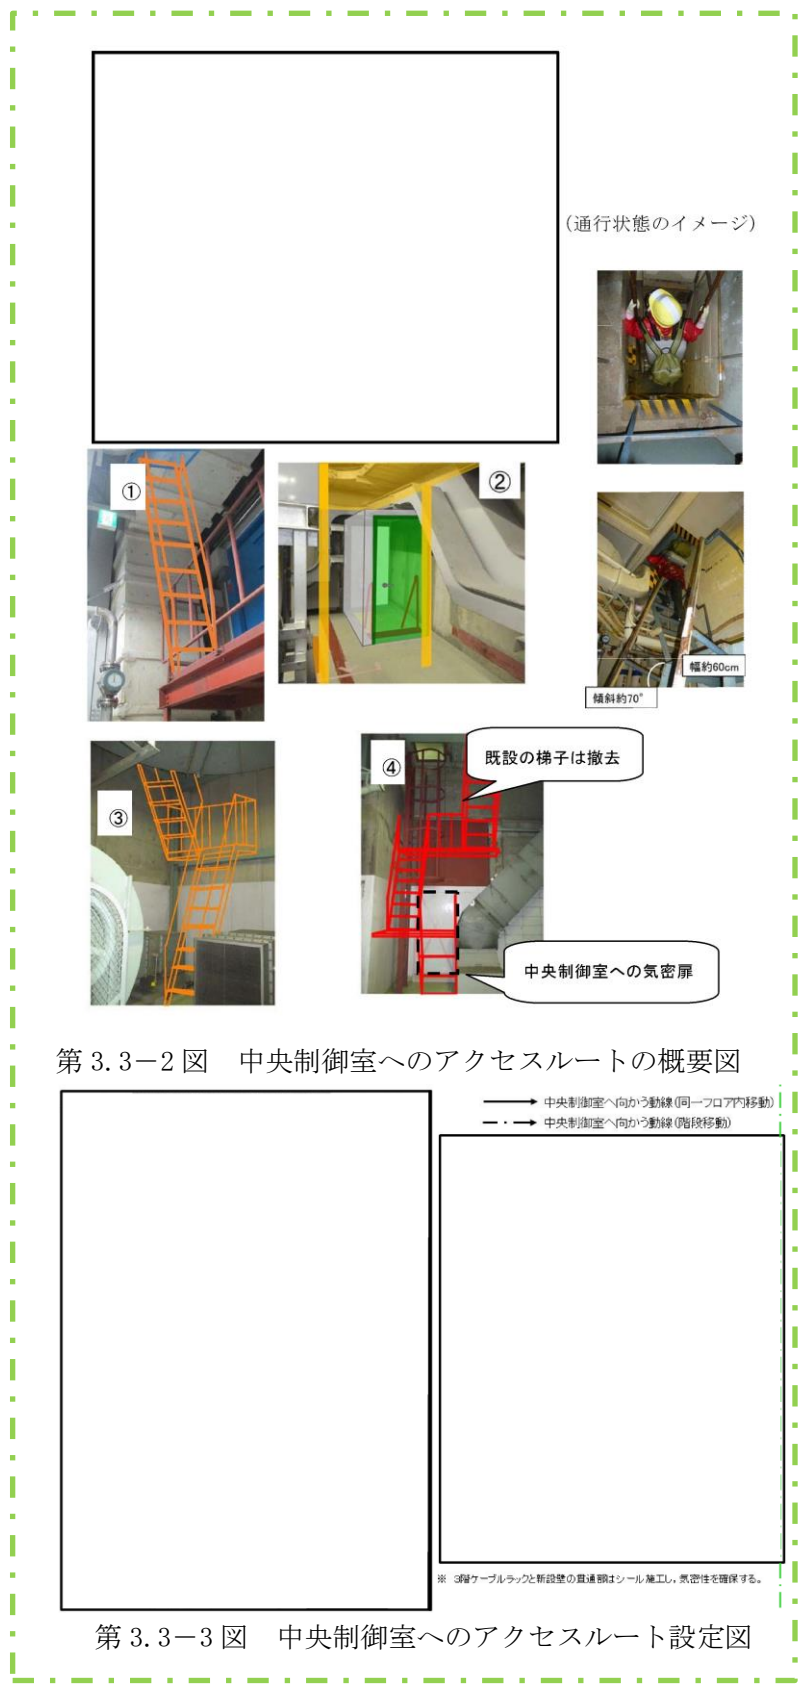 (通行状態のイメージ)
①
②
幅約60cm
傾斜約70°
③
④
既設の梯子は撤去
中央制御室への気密扉
第3.3－2図　中央制御室へのアクセスルートの概要図
中央制御室へ向かう動線(同一フロア内移動)
中央制御室へ向かう動線(階段移動)
※ 3階ケーブルラックと新設壁の貫通部はシール施工し，気密性を確保する。
第3.3－3図　中央制御室へのアクセスルート設定図